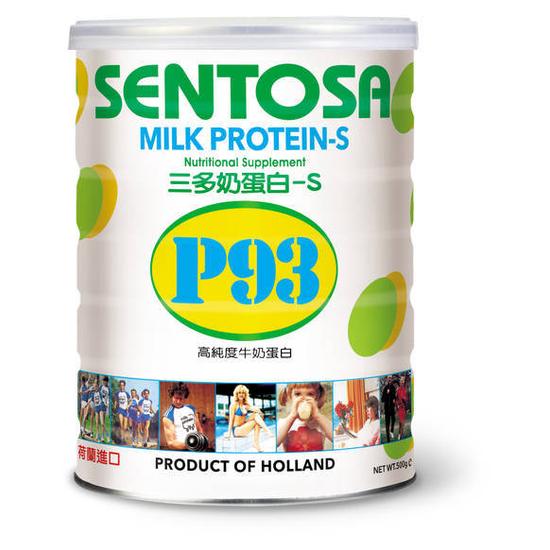 SENTOSA
MILK PROTEIN-S
Nutritional Supplement
三多奶蛋白-S
P93
高純度牛奶蛋白
荷蘭進口
PRODUCT OF HOLLAND
NET WT.500g